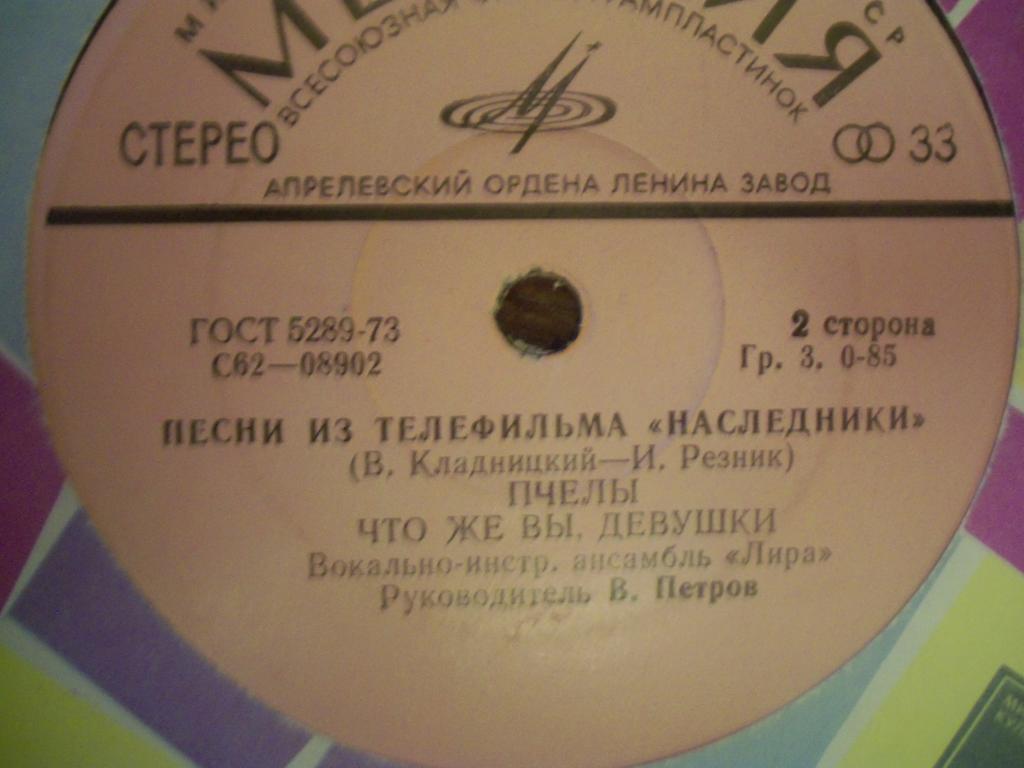 СТЕРЕО
33
АПРЕЛЕВСКИЙ ОРДЕНА ЛЕНИНА ЗАВОД
ВСЕСОЮЗНАЯ
ГОСТ 5289-73
2 сторона
С62—08902
Гр. 3. 0-85
ПЕСНИ ИЗ ТЕЛЕФИЛЬМА «НАСЛЕДНИКИ»
(В. Кладницкий—И. Резник)
ПЧЕЛЫ
ЧТО ЖЕ ВЫ, ДЕВУШКИ
Вокально-инстр. ансамбль «Лира»
Руководитель В. Петров